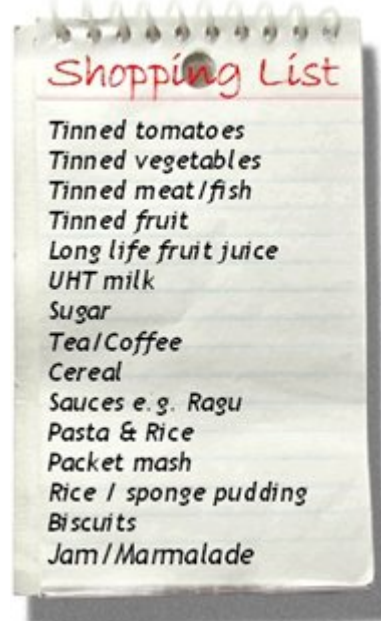 Shopping List
Tinned tomatoes
Tinned vegetables
Tinned meat/fish
Tinned fruit
Long life fruit juice
UHT milk
Sugar
Tea/Coffee
Cereal
Sauces e.g. Ragu
Pasta & Rice
Packet mash
Rice / sponge pudding
Biscuits
Jam/Marmalade